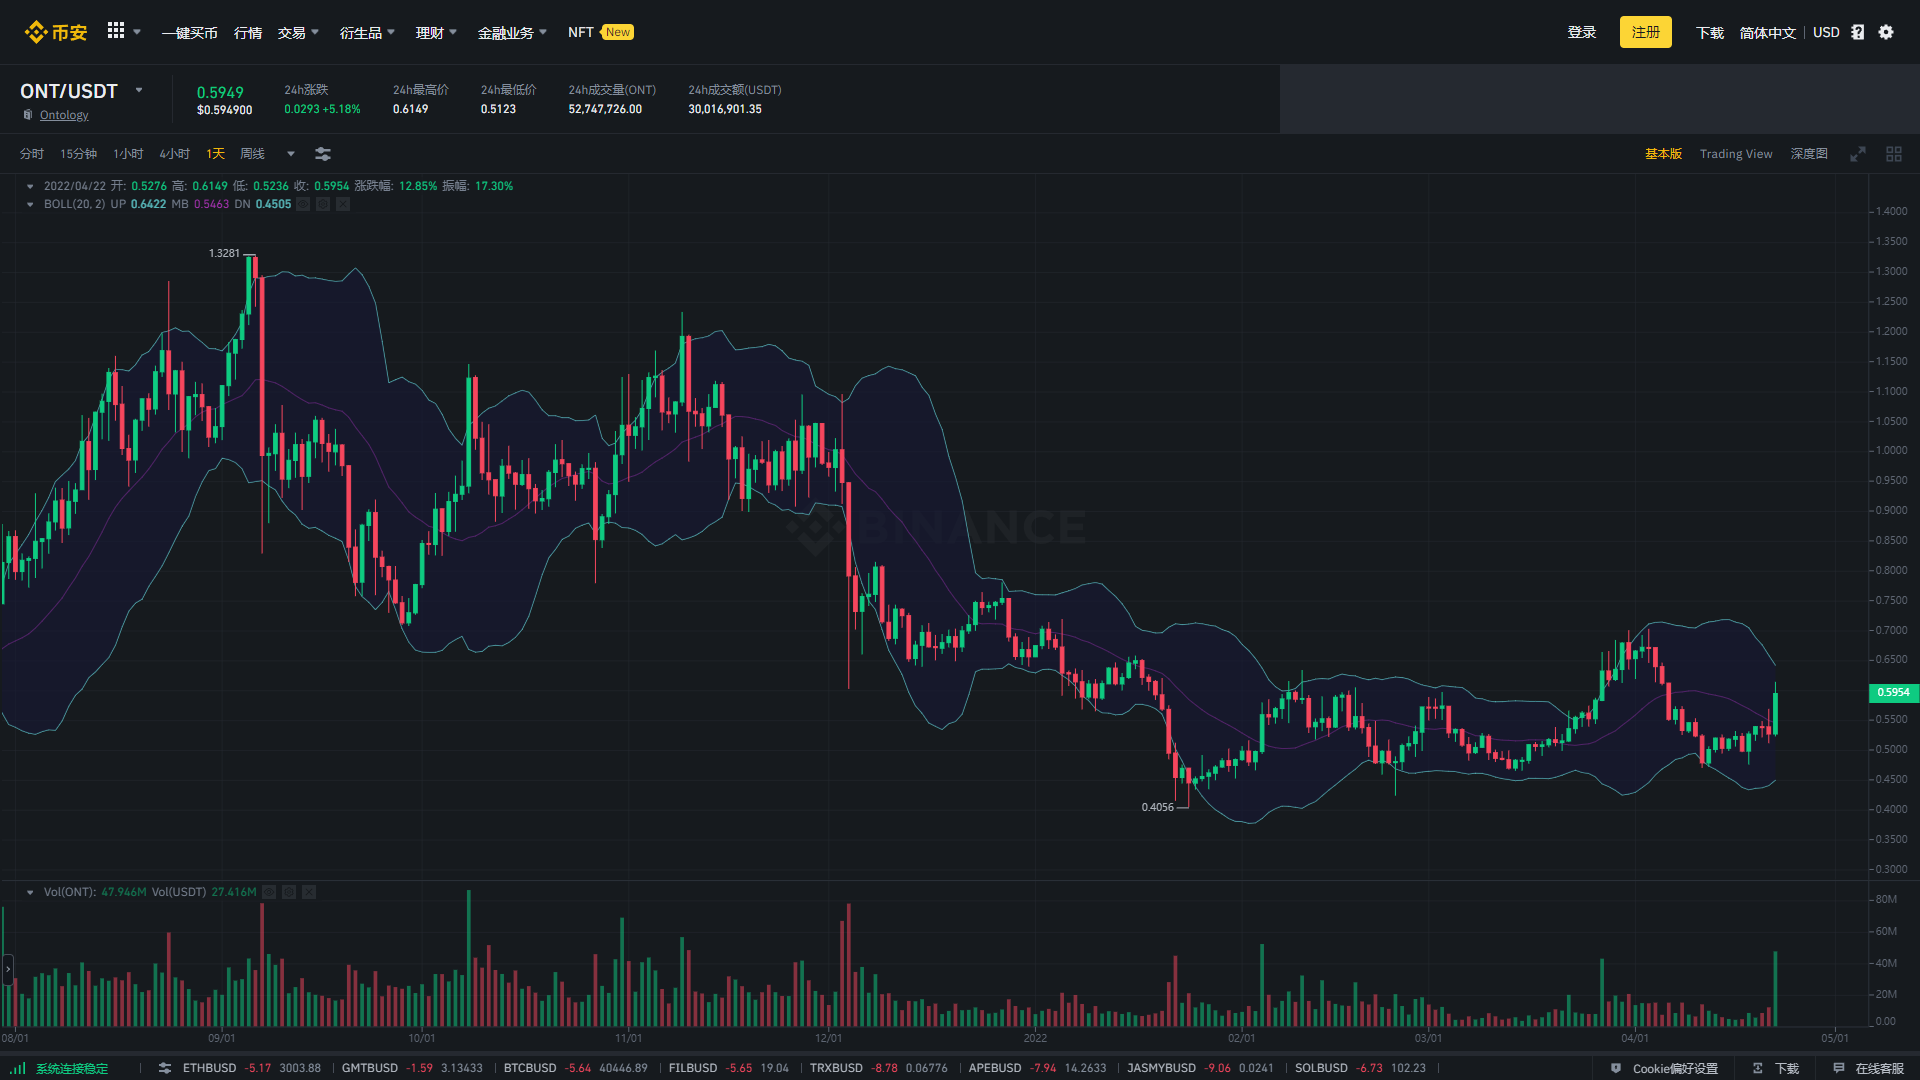 币安 一键买币 行情 交易 衍生品 理财 金融业务 NFT New 登录 注册 下载 简体中文 USD
ONT/USDT
Ontology
0.5949
$0.594900
24h涨跌
0.0293 +5.18%
24h最高价
0.6149
24h最低价
0.5123
24h成交量(ONT)
52,747,726.00
24h成交额(USDT)
30,016,901.35
分时 15分钟 1小时 4小时 1天 周线 基本版 Trading View 深度图
2022/04/22 开: 0.5276 高: 0.6149 低: 0.5236 收: 0.5954 涨跌幅: 12.85% 振幅: 17.30%
BOLL(20, 2) UP 0.6422 MB 0.5463 DN 0.4505
1.3281
0.4056
BINANCE
1.4000
1.3500
1.3000
1.2500
1.2000
1.1500
1.1000
1.0500
1.0000
0.9500
0.9000
0.8500
0.8000
0.7500
0.7000
0.6500
0.5954
0.5500
0.5000
0.4500
0.4000
0.3500
0.3000
Vol(ONT): 47.946M Vol(USDT) 27.416M
80M
60M
40M
20M
0.00
08/01 09/01 10/01 11/01 12/01 2022 02/01 03/01 04/01 05/01
系统连接稳定 ETHBUSD -5.17 3003.88 GMTBUSD -1.59 3.13433 BTCBUSD -5.64 40446.89 FILBUSD -5.65 19.04 TRXBUSD -8.78 0.06776 APEBUSD -7.94 14.2633 JASMYBUSD -9.06 0.0241 SOLBUSD -6.73 102.23 Cookie偏好设置 下载 在线客服